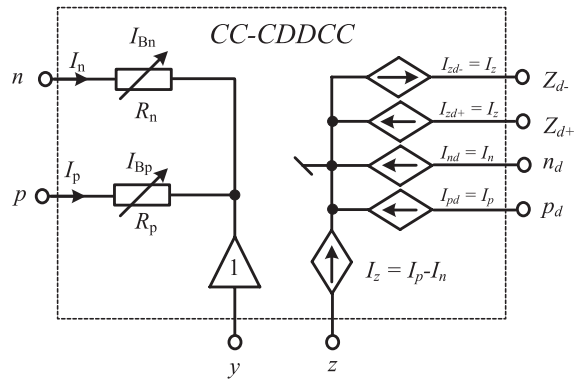 CC-CDDCC
n
I_n
I_Bn
R_n
p
I_p
I_Bp
R_p
1
y
I_zd- = I_z
Z_d-
I_zd+ = I_z
Z_d+
I_nd = I_n
n_d
I_pd = I_p
p_d
I_z = I_p-I_n
z